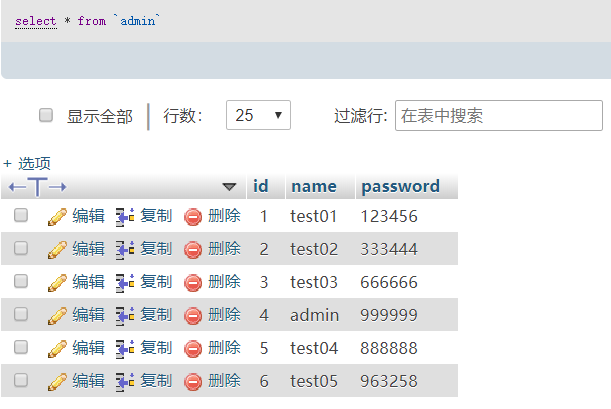 select * from `admin`
显示全部 行数： 25 过滤行: 在表中搜索
+ 选项
←T→ id name password
编辑 复制 删除 1 test01 123456
编辑 复制 删除 2 test02 333444
编辑 复制 删除 3 test03 666666
编辑 复制 删除 4 admin 999999
编辑 复制 删除 5 test04 888888
编辑 复制 删除 6 test05 963258